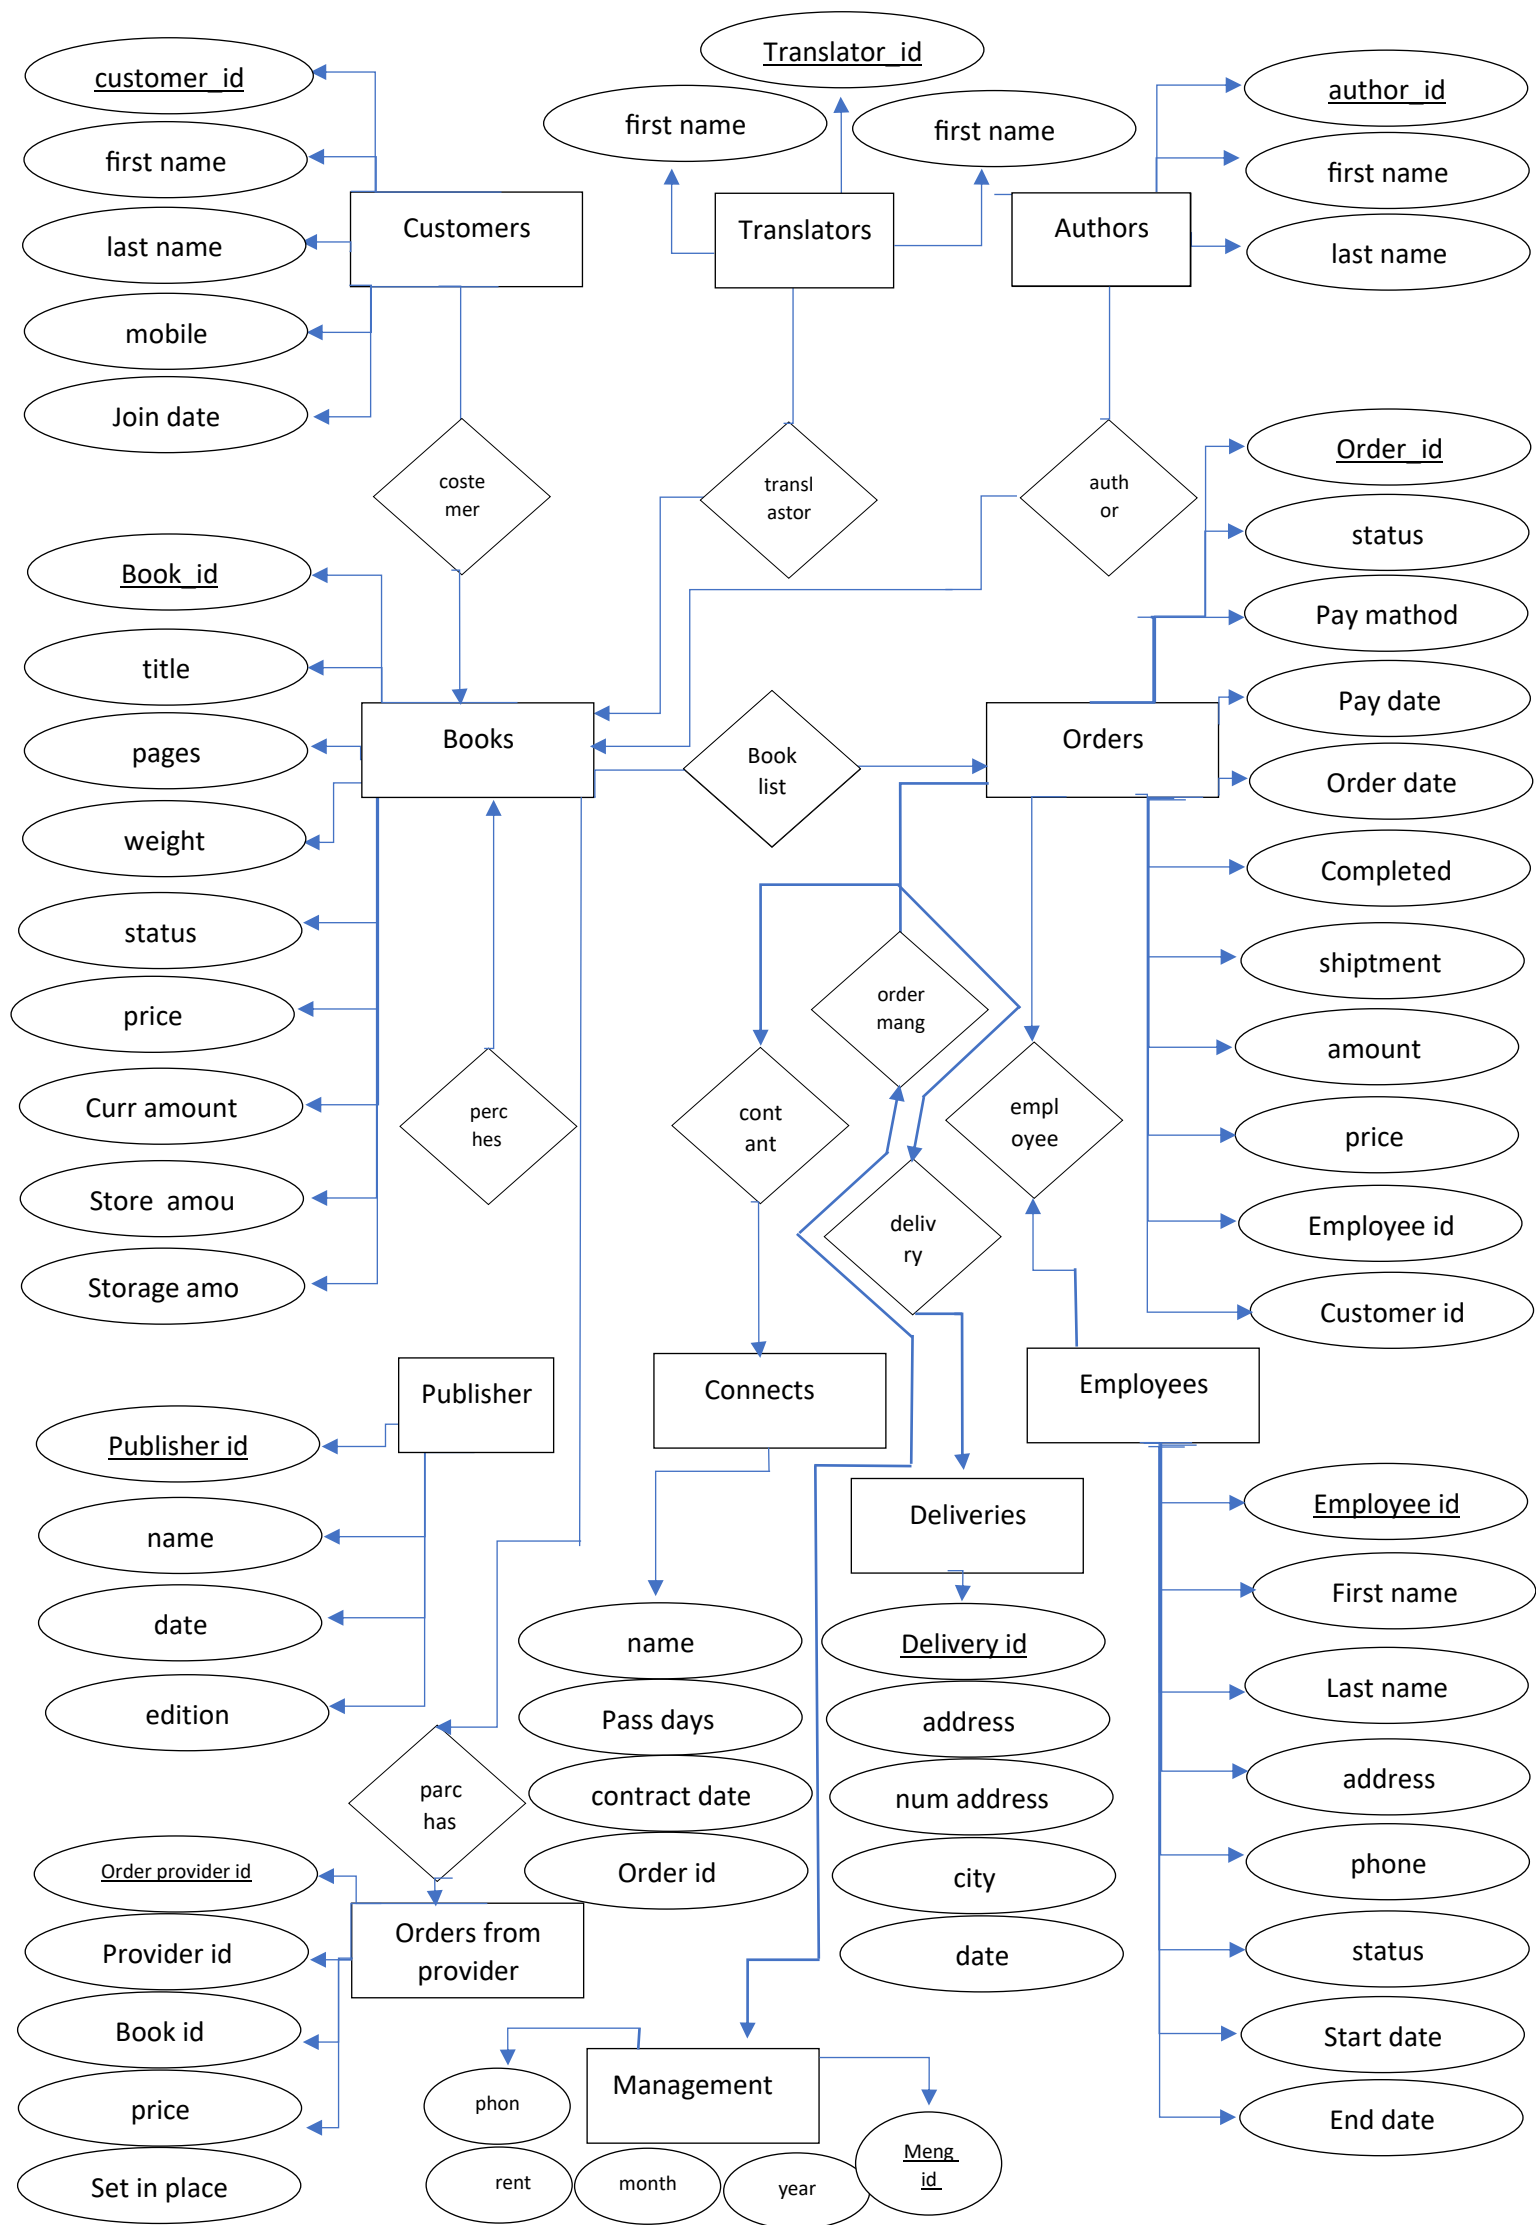 Translator_id
customer_id
author_id
first name
first name
first name
first name
Customers
Translators
Authors
last name
last name
mobile
Join date
Order_id
coste
mer
transl
astor
auth
or
status
Book_id
Pay mathod
title
Pay date
Books
Book
list
Orders
pages
Order date
weight
Completed
status
shiptment
order
mang
price
amount
Curr amount
perc
hes
cont
ant
empl
oyee
price
Store  amou
deliv
ry
Employee id
Storage amo
Customer id
Publisher
Connects
Employees
Publisher id
Deliveries
Employee id
name
First name
date
name
Delivery id
Last name
edition
Pass days
address
address
parc
has
contract date
num address
phone
Order provider id
Order id
city
status
Provider id
Orders from
provider
date
Start date
Book id
Management
phon
price
End date
Meng
id
Set in place
rent
month
year